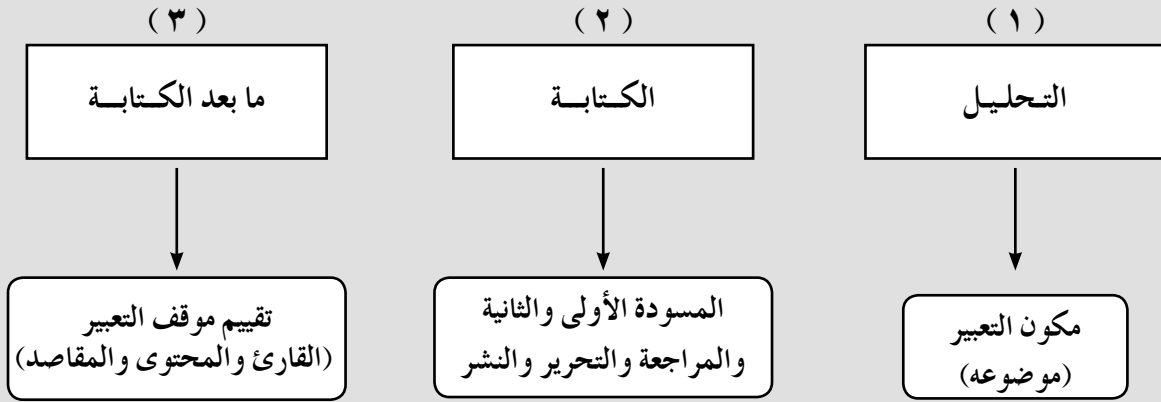 ( ١ )
التحليل
مكون التعبير
(موضوعه)
( ٢ )
الكتابة
المسودة الأولى والثانية
والمراجعة والتحرير والنشر
( ٣ )
ما بعد الكتابة
تقييم موقف التعبير
(القارئ والمحتوى والمقاصد)